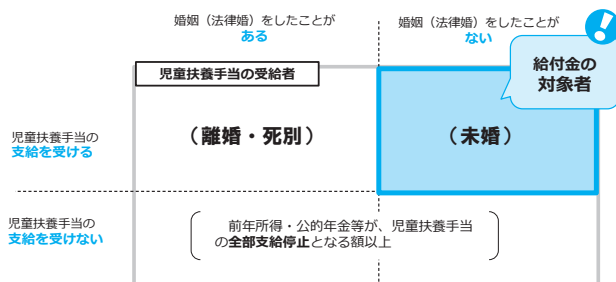 婚姻（法律婚）をしたことが
ある
婚姻（法律婚）をしたことが
ない
!
給付金の
対象者
児童扶養手当の受給者
児童扶養手当の
支給を受ける
（離婚・死別）
（未婚）
児童扶養手当の
支給を受けない
前年所得・公的年金等が、児童扶養手当
の全部支給停止となる額以上